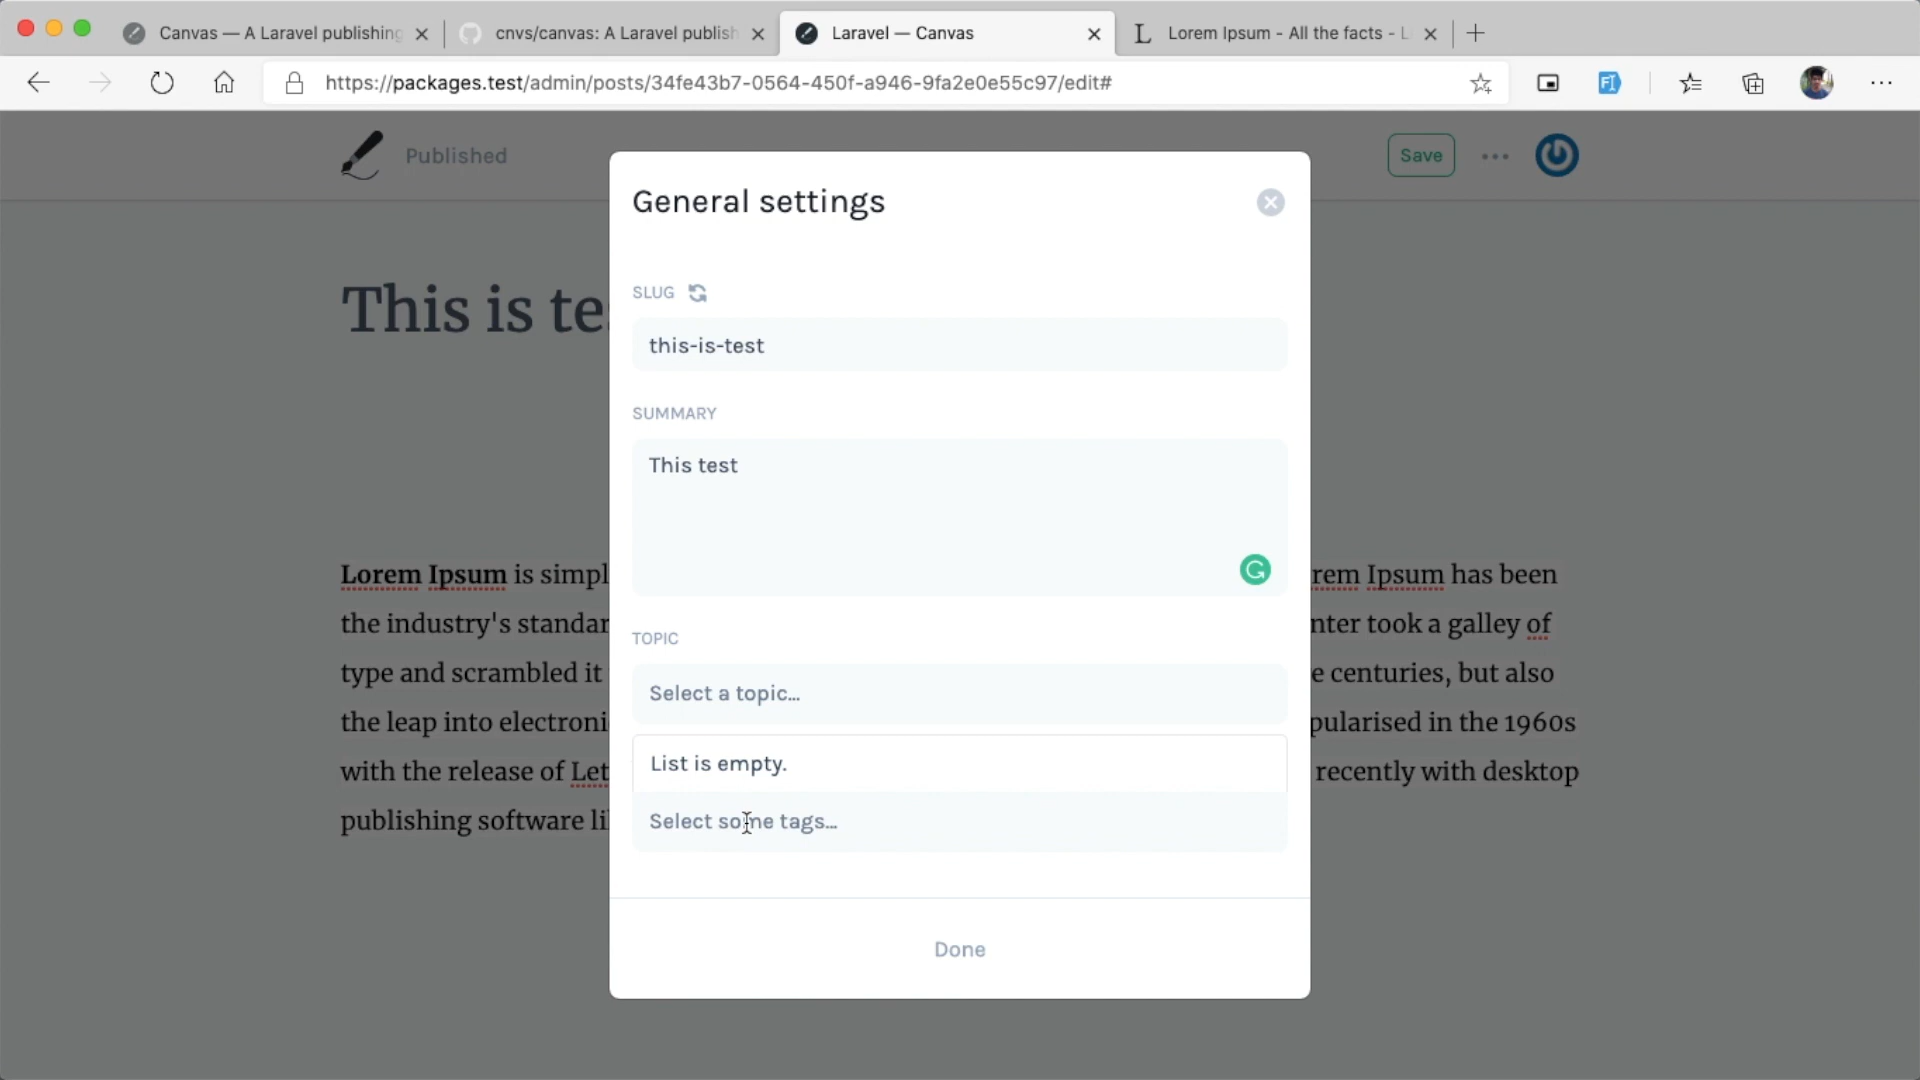 Canvas — A Laravel publishing
cnvs/canvas: A Laravel publish
Laravel — Canvas
Lorem Ipsum - All the facts - L
https://packages.test/admin/posts/34fe43b7-0564-450f-a946-9fa2e0e55c97/edit#
Published
Save
General settings
This is te
SLUG
this-is-test
SUMMARY
This test
Lorem Ipsum is simpl
rem Ipsum has been
the industry's standar
nter took a galley of
TOPIC
type and scrambled it
e centuries, but also
Select a topic...
the leap into electroni
pularised in the 1960s
List is empty.
with the release of Let
recently with desktop
publishing software li
Select some tags...
Done